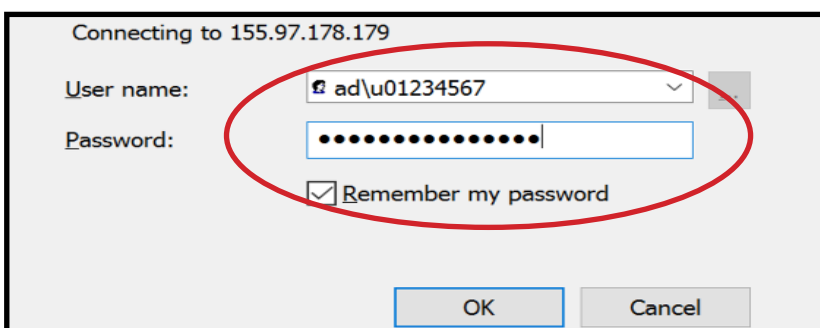 Connecting to 155.97.178.179
User name: ad\u01234567 ...
Password: •••••••••••••••
Remember my password
OK Cancel